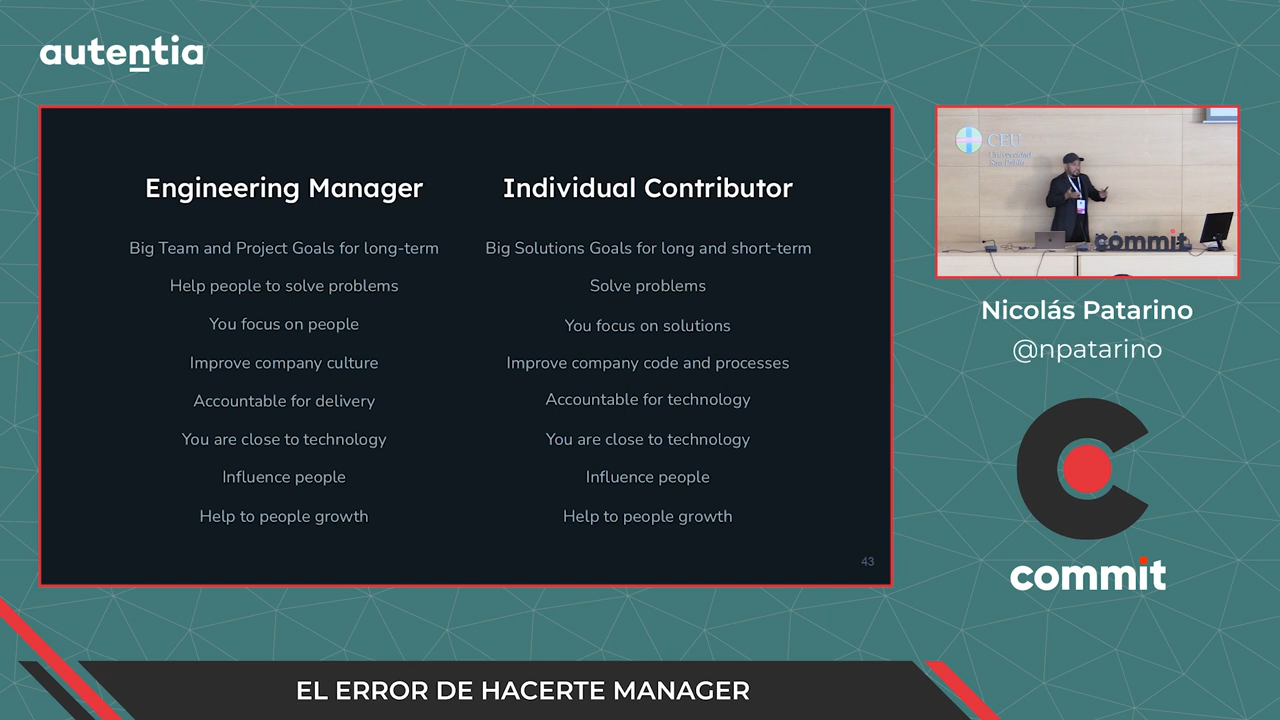 autentia
Engineering Manager
Big Team and Project Goals for long-term
Help people to solve problems
You focus on people
Improve company culture
Accountable for delivery
You are close to technology
Influence people
Help to people growth
Individual Contributor
Big Solutions Goals for long and short-term
Solve problems
You focus on solutions
Improve company code and processes
Accountable for technology
You are close to technology
Influence people
Help to people growth
43
CEU
Universidad
San Pablo
commit
Nicolás Patarino
@npatarino
commit
EL ERROR DE HACERTE MANAGER